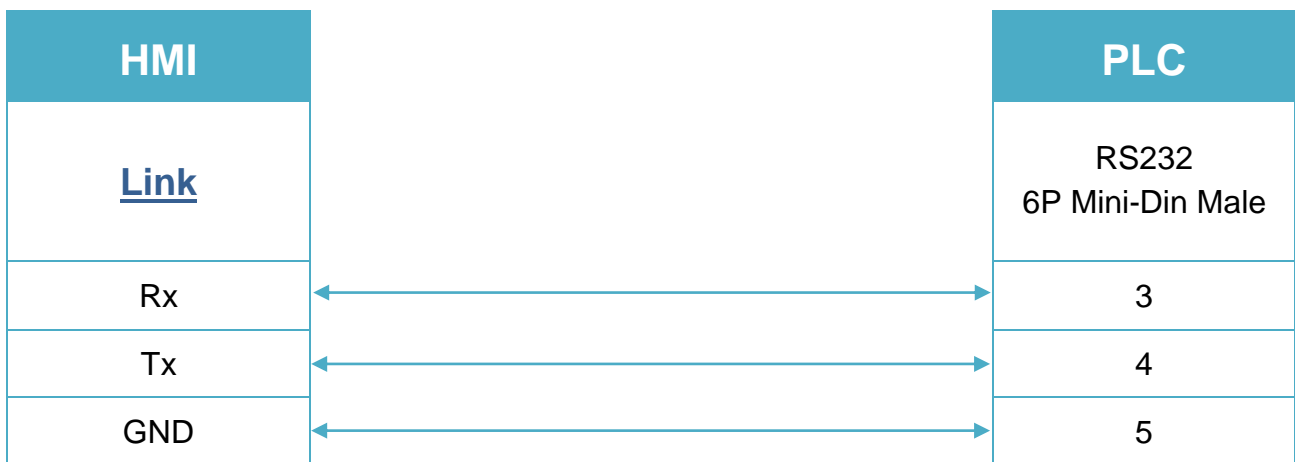 HMI PLC
Link RS232
6P Mini-Din Male
Rx 3
Tx 4
GND 5